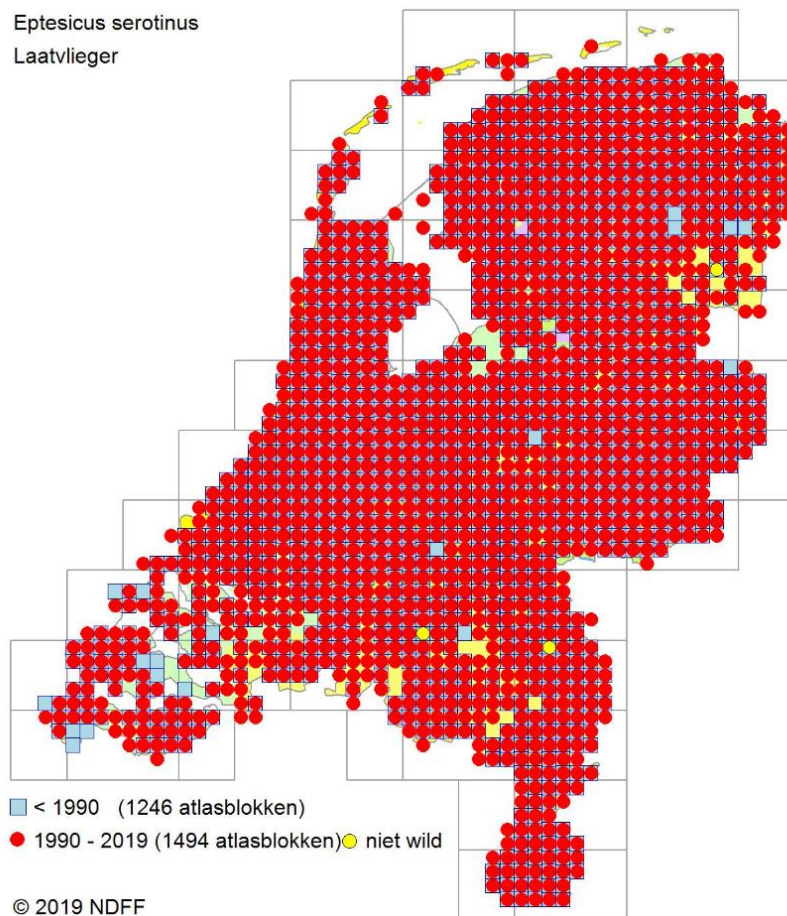 Eptesicus serotinus
Laatvlieger
< 1990 (1246 atlasblokken)
1990 - 2019 (1494 atlasblokken) niet wild
© 2019 NDFF